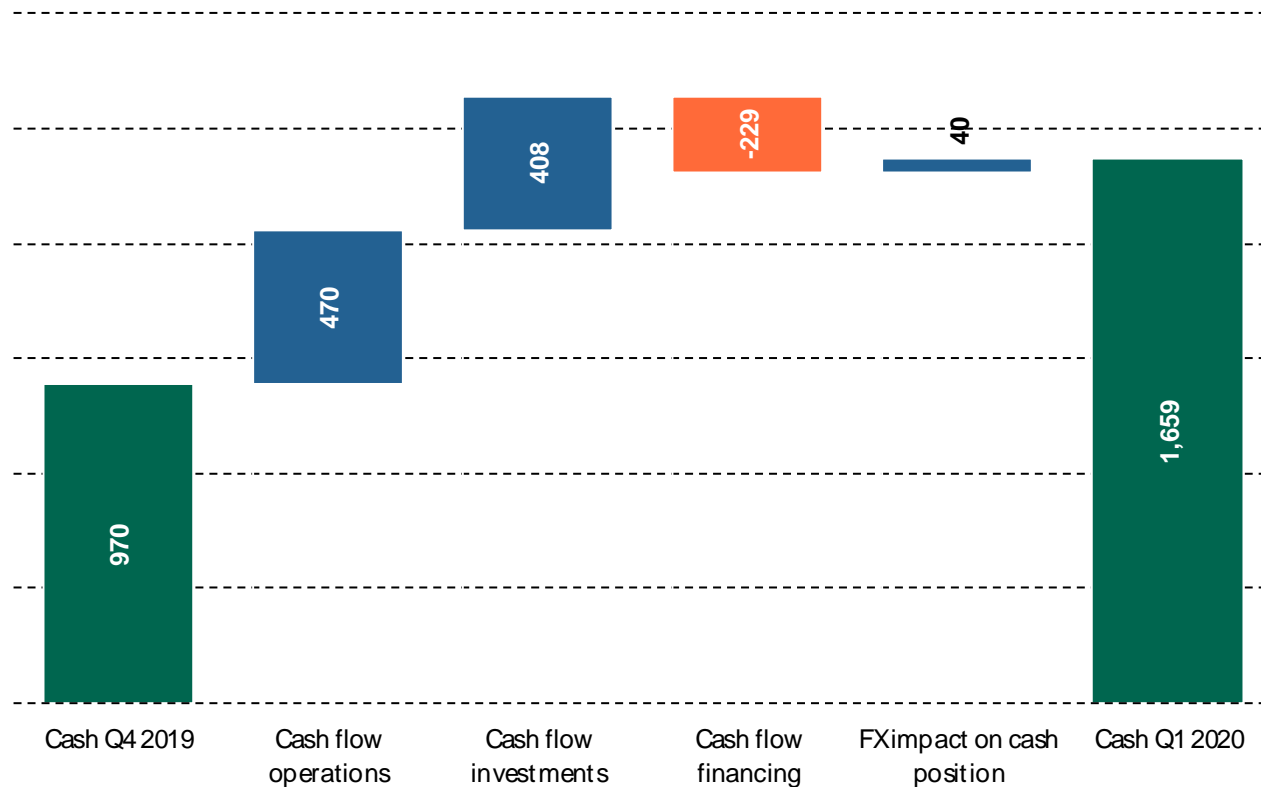 408
-229
40
470
970
1,659
Cash Q4 2019
Cash flow
operations
Cash flow
investments
Cash flow
financing
FX impact on cash
position
Cash Q1 2020